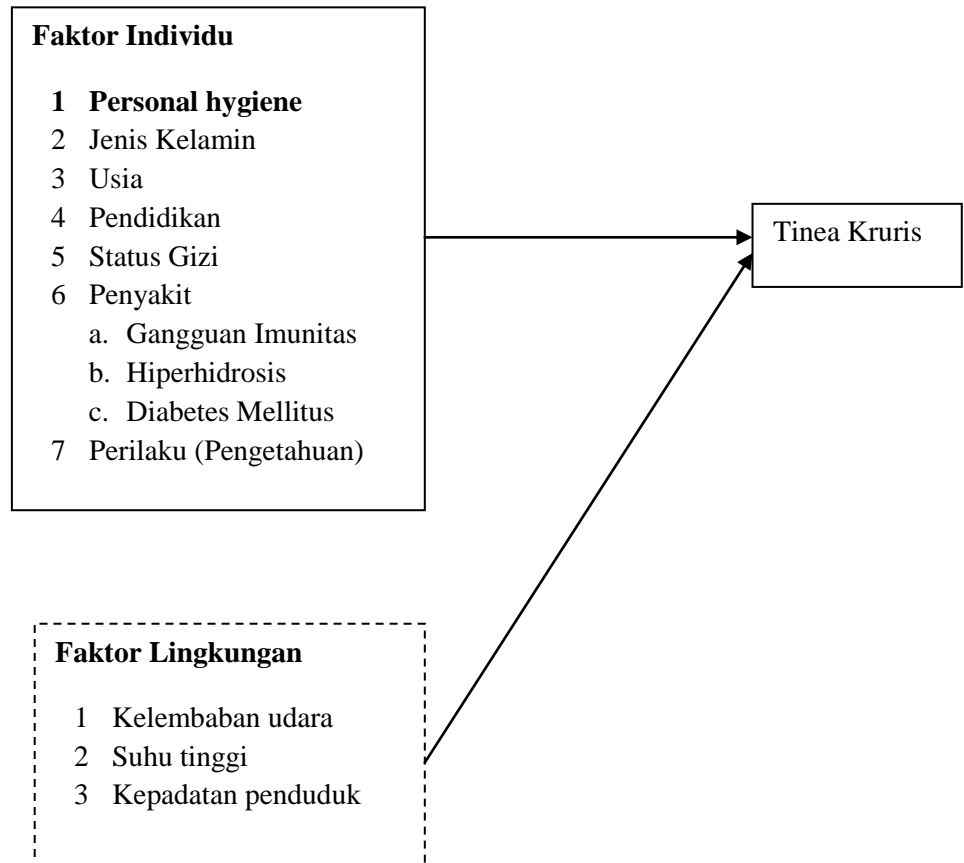 Faktor Individu
1 Personal hygiene
2 Jenis Kelamin
3 Usia
4 Pendidikan
5 Status Gizi
6 Penyakit
a. Gangguan Imunitas
b. Hiperhidrosis
c. Diabetes Mellitus
7 Perilaku (Pengetahuan)
Tinea Kruris
Faktor Lingkungan
1 Kelembaban udara
2 Suhu tinggi
3 Kepadatan penduduk